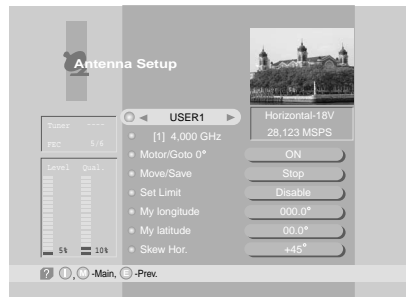 Antenna Setup
USER1
Horizontal-18V
[1] 4,000 GHz
28,123 MSPS
Tuner ----
FEC 5/6
Motor/Goto 0° ON
Move/Save Stop
Set Limit Disable
My longitude 000.0°
My latitude 00.0°
Skew Hor. +45°
Level Qual.
5% 10%
? I, M -Main, E -Prev.